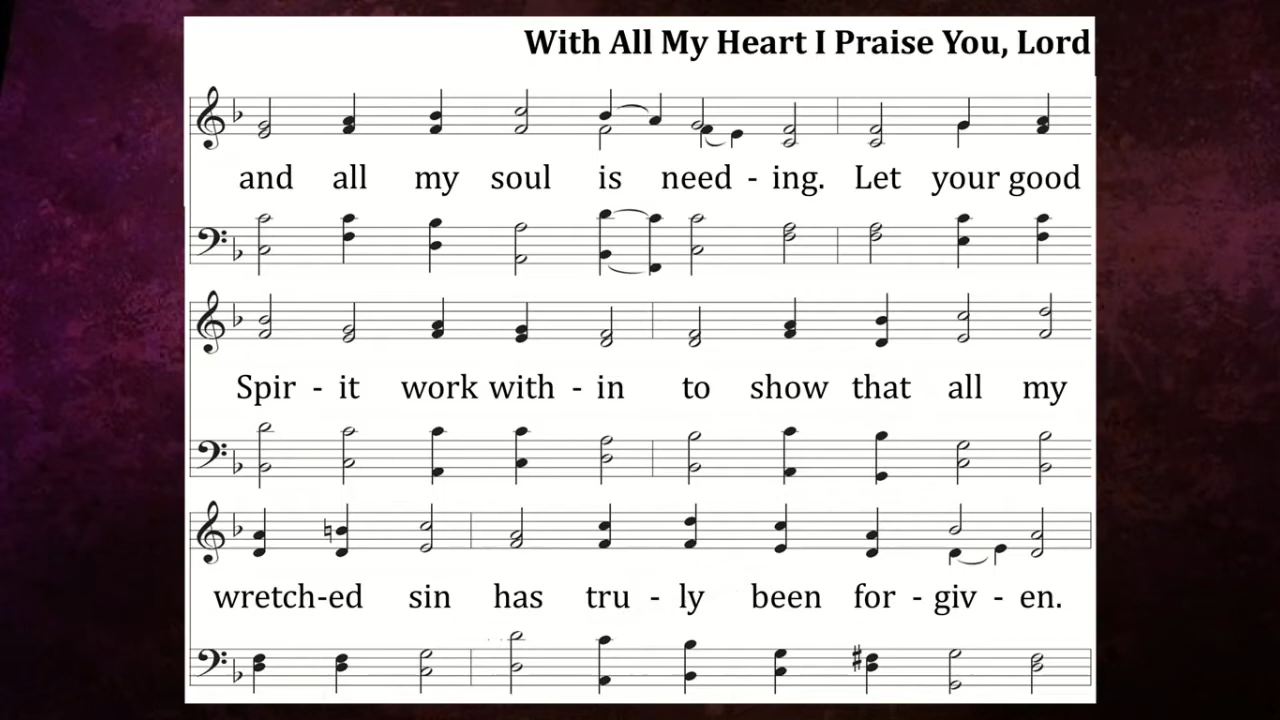 With All My Heart I Praise You, Lord
and all my soul is need - ing. Let your good
Spir - it work with - in to show that all my
wretch-ed sin has tru - ly been for - giv - en.